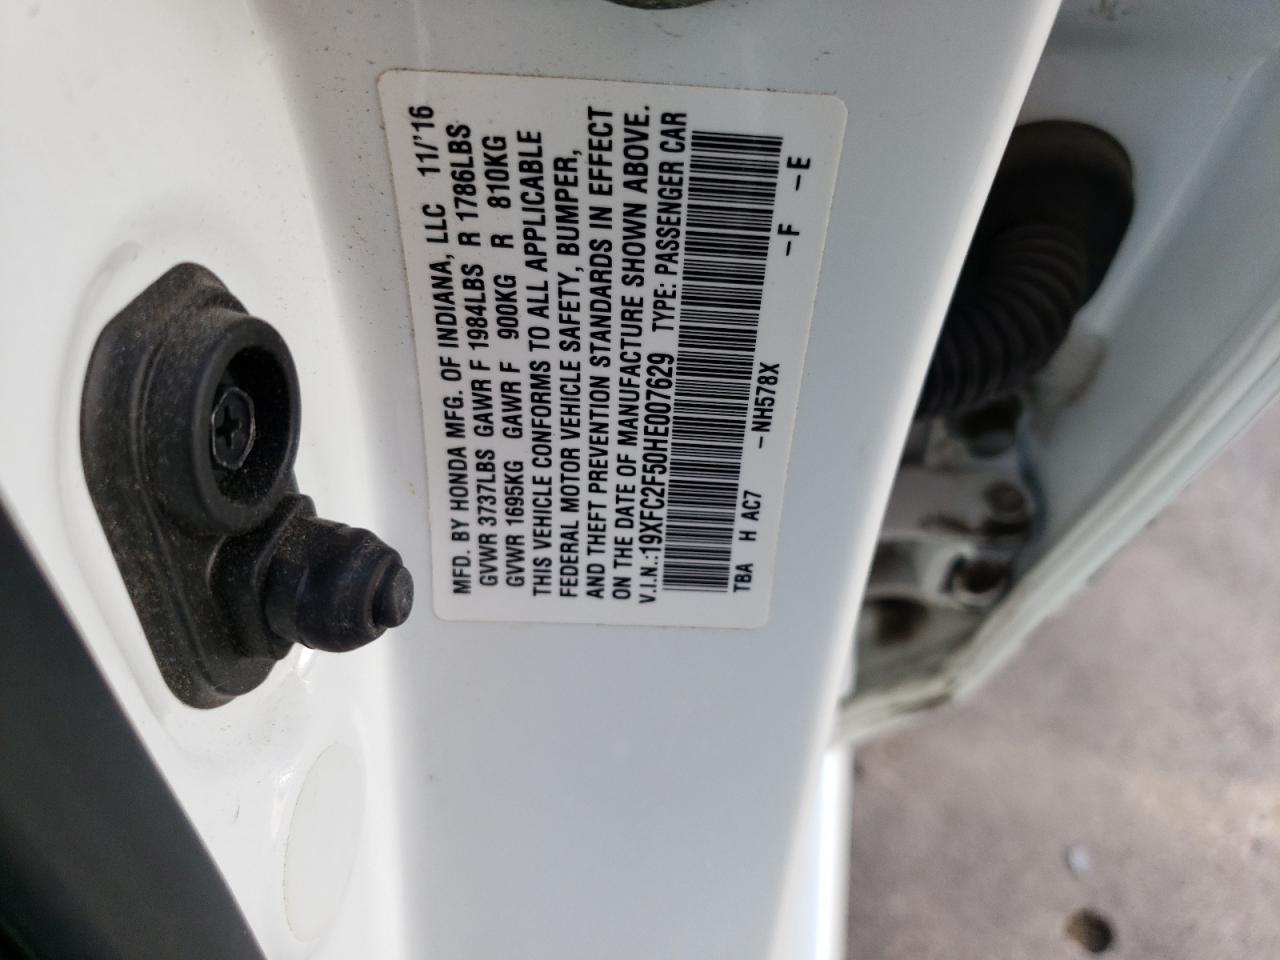 MFD. BY HONDA MFG. OF INDIANA, LLC 11/'16
GVWR 3737LBS GAWR F 1984LBS R 1786LBS
GVWR 1695KG GAWR F 900KG R 810KG
THIS VEHICLE CONFORMS TO ALL APPLICABLE
FEDERAL MOTOR VEHICLE SAFETY, BUMPER,
AND THEFT PREVENTION STANDARDS IN EFFECT
ON THE DATE OF MANUFACTURE SHOWN ABOVE.
V.I.N.:19XFC2F50HE007629 TYPE: PASSENGER CAR
TBA H AC7
-NH578X
-F -E